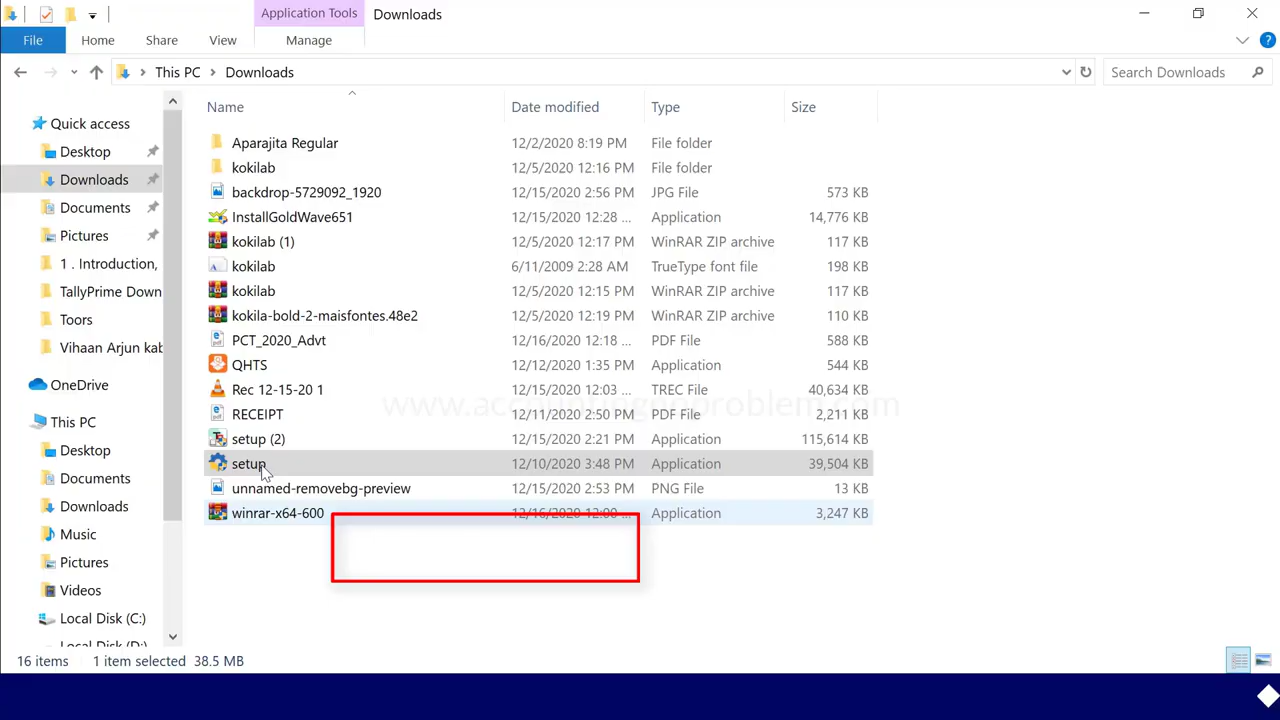 Application Tools
Downloads
File
Home
Share
View
Manage
This PC
Downloads
Search Downloads
Name
Date modified
Type
Size
Quick access
Desktop
Downloads
Documents
Pictures
1 . Introduction,
TallyPrime Down
Toors
Vihaan Arjun kab
OneDrive
This PC
Desktop
Documents
Downloads
Music
Pictures
Videos
Local Disk (C:)
Local Disk (D:)
Aparajita Regular 12/2/2020 8:19 PM File folder
kokilab 12/5/2020 12:16 PM File folder
backdrop-5729092_1920 12/15/2020 2:56 PM JPG File 573 KB
InstallGoldWave651 12/15/2020 12:28 ... Application 14,776 KB
kokilab (1) 12/5/2020 12:17 PM WinRAR ZIP archive 117 KB
kokilab 6/11/2009 2:28 AM TrueType font file 198 KB
kokilab 12/5/2020 12:15 PM WinRAR ZIP archive 117 KB
kokila-bold-2-maisfontes.48e2 12/5/2020 12:19 PM WinRAR ZIP archive 110 KB
PCT_2020_Advt 12/16/2020 12:18 ... PDF File 588 KB
QHTS 12/12/2020 1:35 PM Application 544 KB
Rec 12-15-20 1 12/15/2020 12:03 ... TREC File 40,634 KB
RECEIPT 12/11/2020 2:50 PM PDF File 2,211 KB
setup (2) 12/15/2020 2:21 PM Application 115,614 KB
setup 12/10/2020 3:48 PM Application 39,504 KB
unnamed-removebg-preview 12/15/2020 2:53 PM PNG File 13 KB
winrar-x64-600 12/16/2020 12:00 ... Application 3,247 KB
16 items 1 item selected 38.5 MB